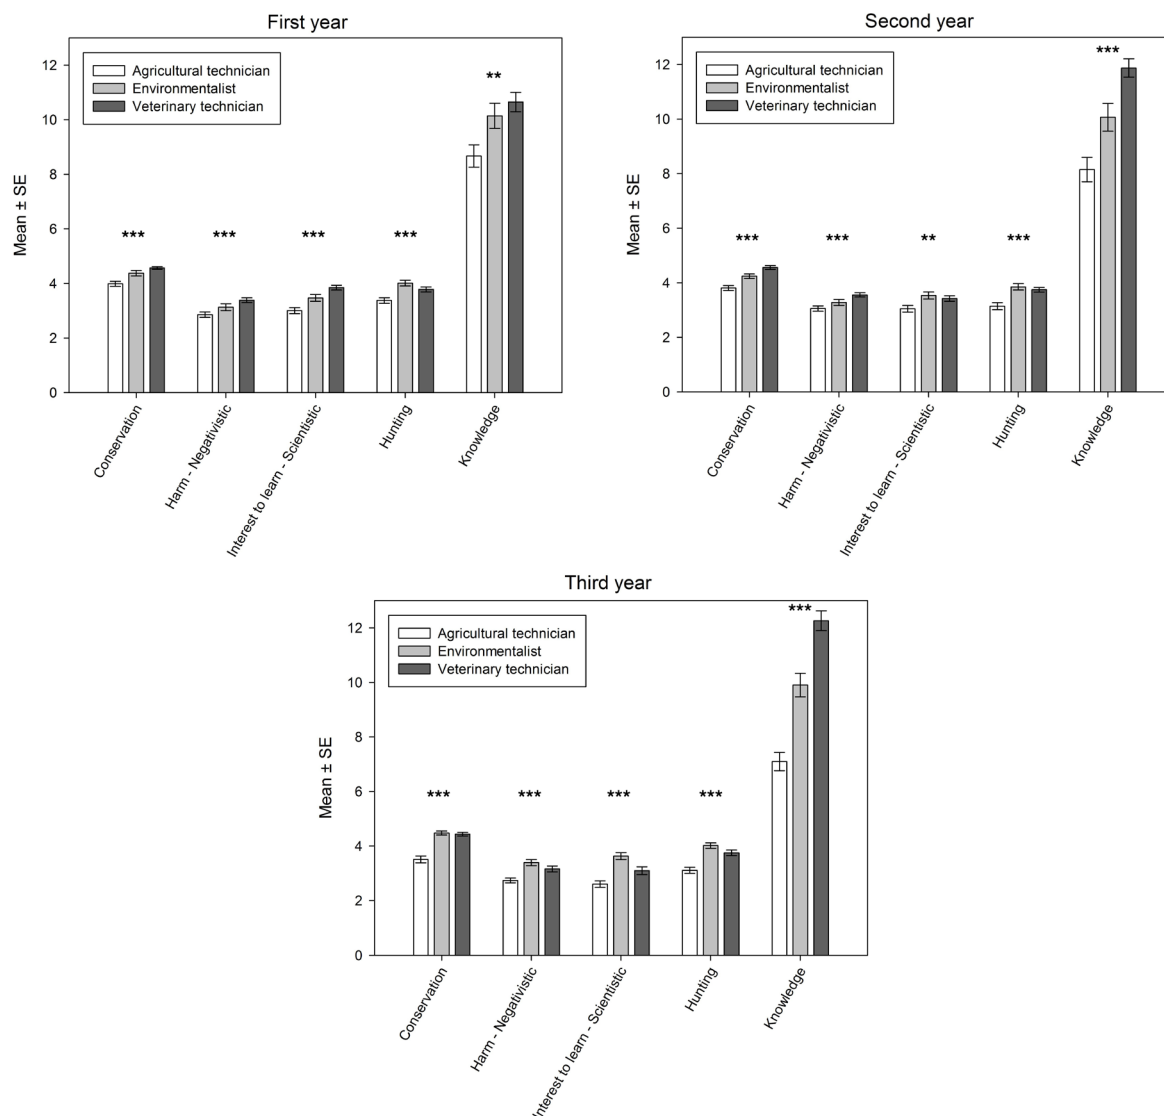 First year
Agricultural technician
Environmentalist
Veterinary technician
Mean ± SE
12
10
8
6
4
2
0
***
***
***
***
**
Conservation
Harm - Negativistic
Interest to learn - Scientistic
Hunting
Knowledge
Second year
Agricultural technician
Environmentalist
Veterinary technician
Mean ± SE
12
10
8
6
4
2
0
***
***
**
***
***
Conservation
Harm - Negativistic
Interest to learn - Scientistic
Hunting
Knowledge
Third year
Agricultural technician
Environmentalist
Veterinary technician
Mean ± SE
12
10
8
6
4
2
0
***
***
***
***
***
Conservation
Harm - Negativistic
Interest to learn - Scientistic
Hunting
Knowledge